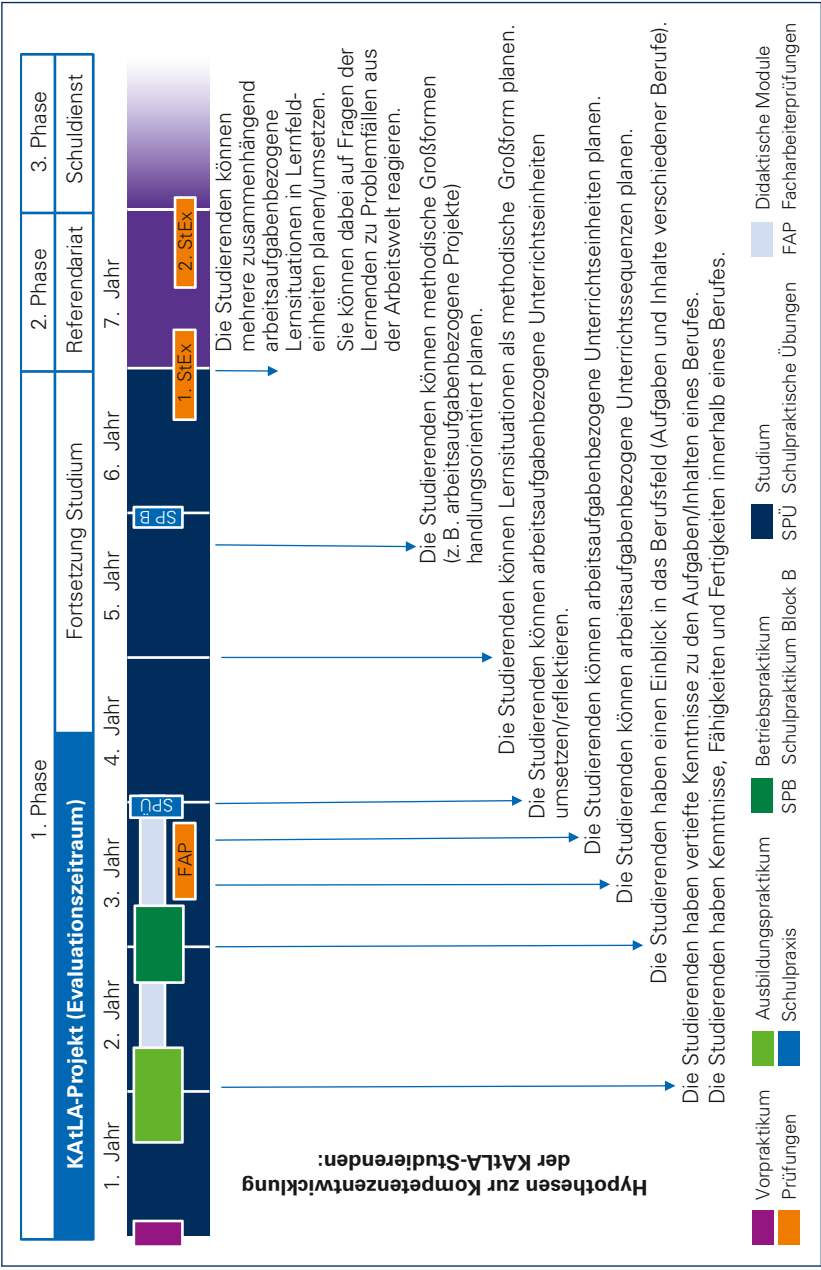 1. Phase
2. Phase
3. Phase
KAtLA-Projekt (Evaluationszeitraum)
Fortsetzung Studium
Referendariat
Schuldienst
1. Jahr
2. Jahr
3. Jahr
4. Jahr
5. Jahr
6. Jahr
7. Jahr
FAP
SPÜ
SP B
1. StEx
2. StEx
Hypothesen zur Kompetenzentwicklung
der KAtLA-Studierenden:
Die Studierenden können
mehrere zusammenhängend
arbeitsaufgabenbezogene
Lernsituationen in Lernfeld-
einheiten planen/umsetzen.
Sie können dabei auf Fragen der
Lernenden zu Problemfällen aus
der Arbeitswelt reagieren.
Die Studierenden können methodische Großformen
(z. B. arbeitsaufgabenbezogene Projekte)
handlungsorientiert planen.
Die Studierenden können Lernsituationen als methodische Großform planen.
Die Studierenden können arbeitsaufgabenbezogene Unterrichtseinheiten
umsetzen/reflektieren.
Die Studierenden können arbeitsaufgabenbezogene Unterrichtseinheiten planen.
Die Studierenden können arbeitsaufgabenbezogene Unterrichtssequenzen planen.
Die Studierenden haben einen Einblick in das Berufsfeld (Aufgaben und Inhalte verschiedener Berufe).
Die Studierenden haben vertiefte Kenntnisse zu den Aufgaben/Inhalten eines Berufes.
Die Studierenden haben Kenntnisse, Fähigkeiten und Fertigkeiten innerhalb eines Berufes.
Vorpraktikum
Ausbildungspraktikum
Betriebspraktikum
Studium
Didaktische Module
Prüfungen
Schulpraxis
SPB Schulpraktikum Block B
SPÜ Schulpraktische Übungen
FAP Facharbeiterprüfungen